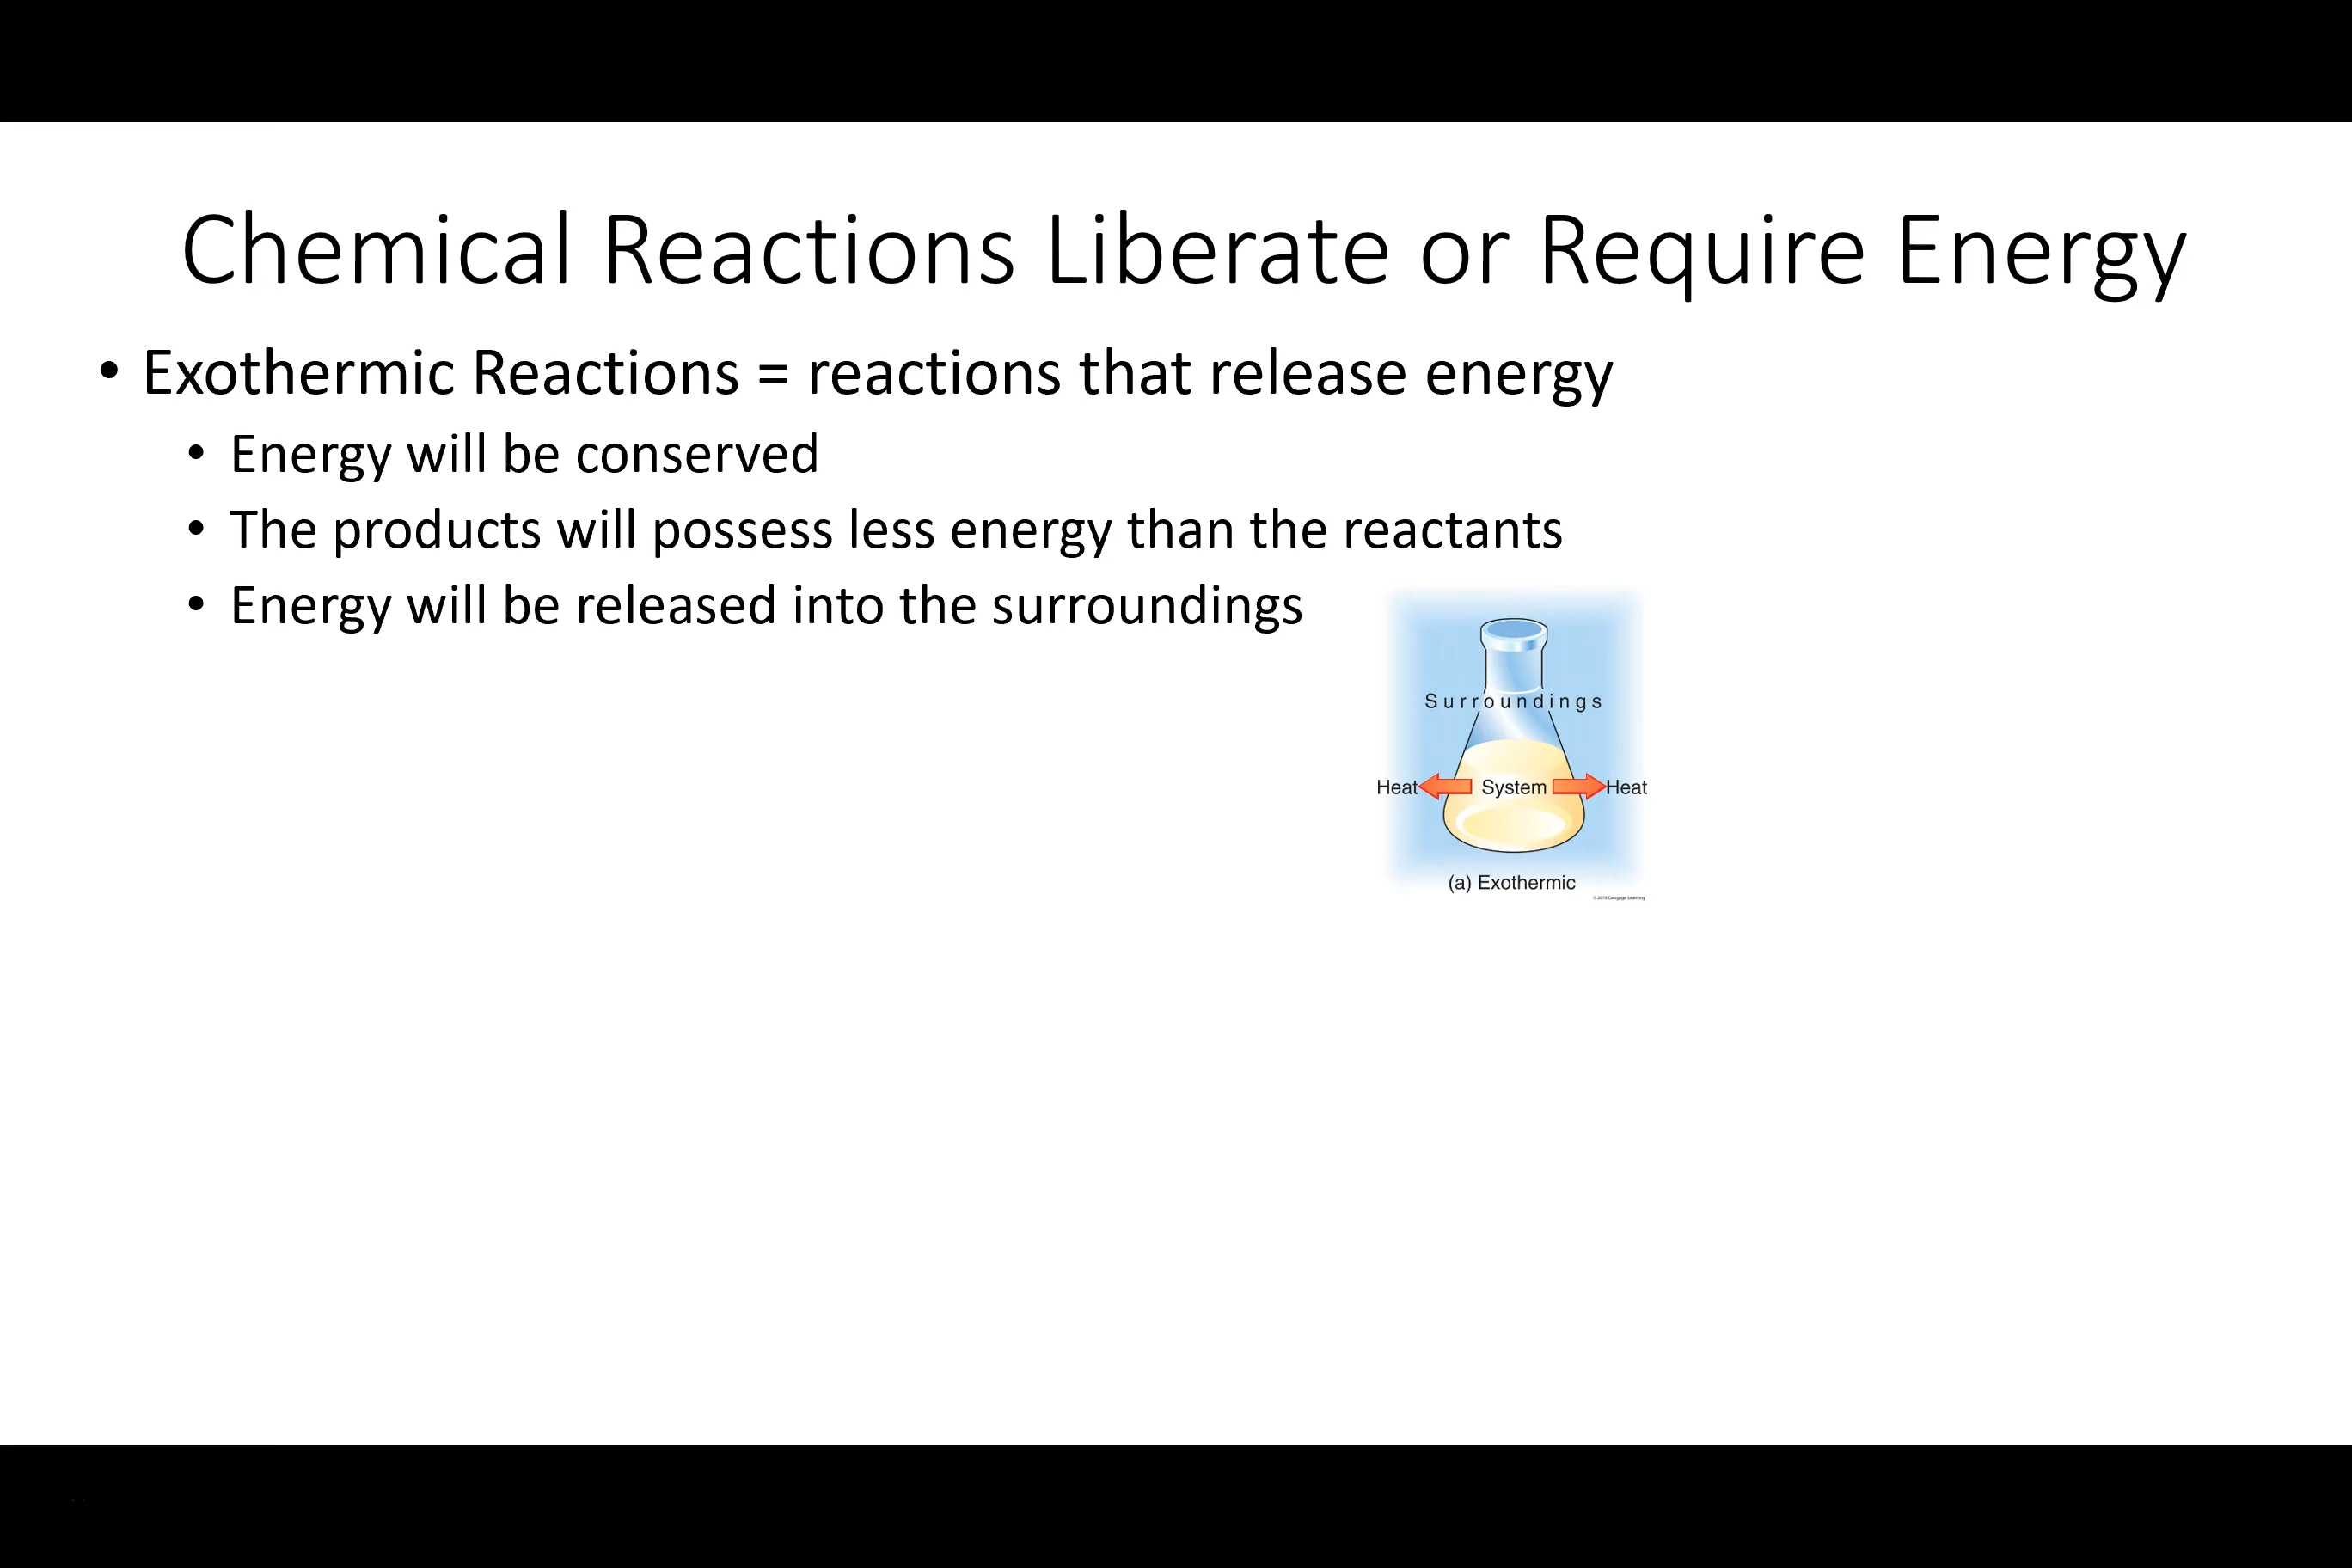 Chemical Reactions Liberate or Require Energy
• Exothermic Reactions = reactions that release energy
• Energy will be conserved
• The products will possess less energy than the reactants
• Energy will be released into the surroundings
Surroundings
Heat System Heat
(a) Exothermic